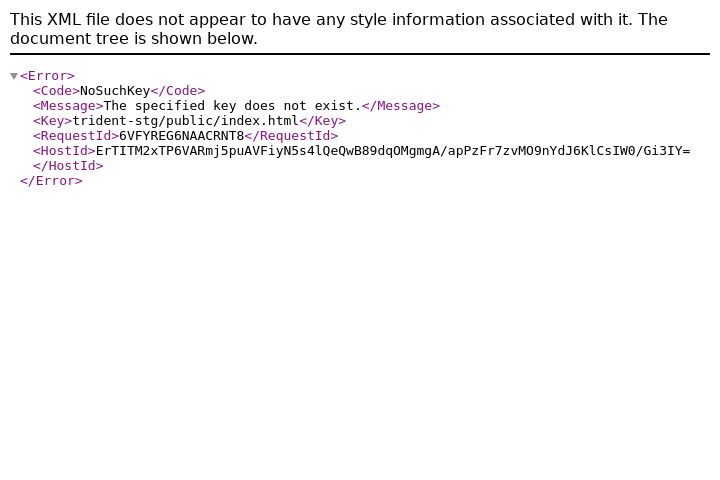 This XML file does not appear to have any style information associated with it. The
document tree is shown below.
<Error>
<Code>NoSuchKey</Code>
<Message>The specified key does not exist.</Message>
<Key>trident-stg/public/index.html</Key>
<RequestId>6VFYREG6NAACRNT8</RequestId>
<HostId>ErTITM2xTP6VARmj5puAVFiyN5s4lQeQwB89dqOMgmgA/apPzFr7zvMO9nYdJ6KlCsIW0/Gi3IY=
</HostId>
</Error>